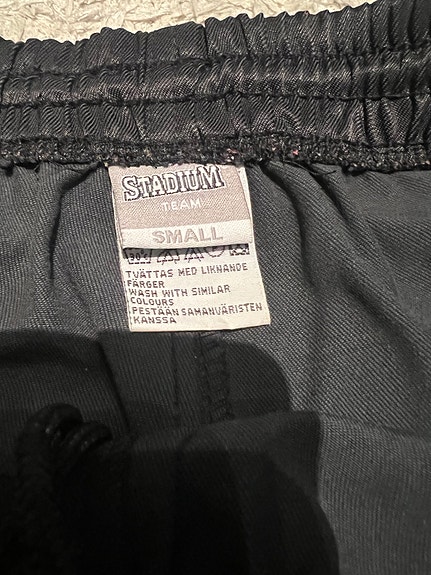 STADIUM
TEAM
SMALL
TVÄTTAS MED LIKNANDE
FÄRGER
WASH WITH SIMILAR
COLOURS
PESTÄÄN SAMANVÄRISTEN
KANSSA